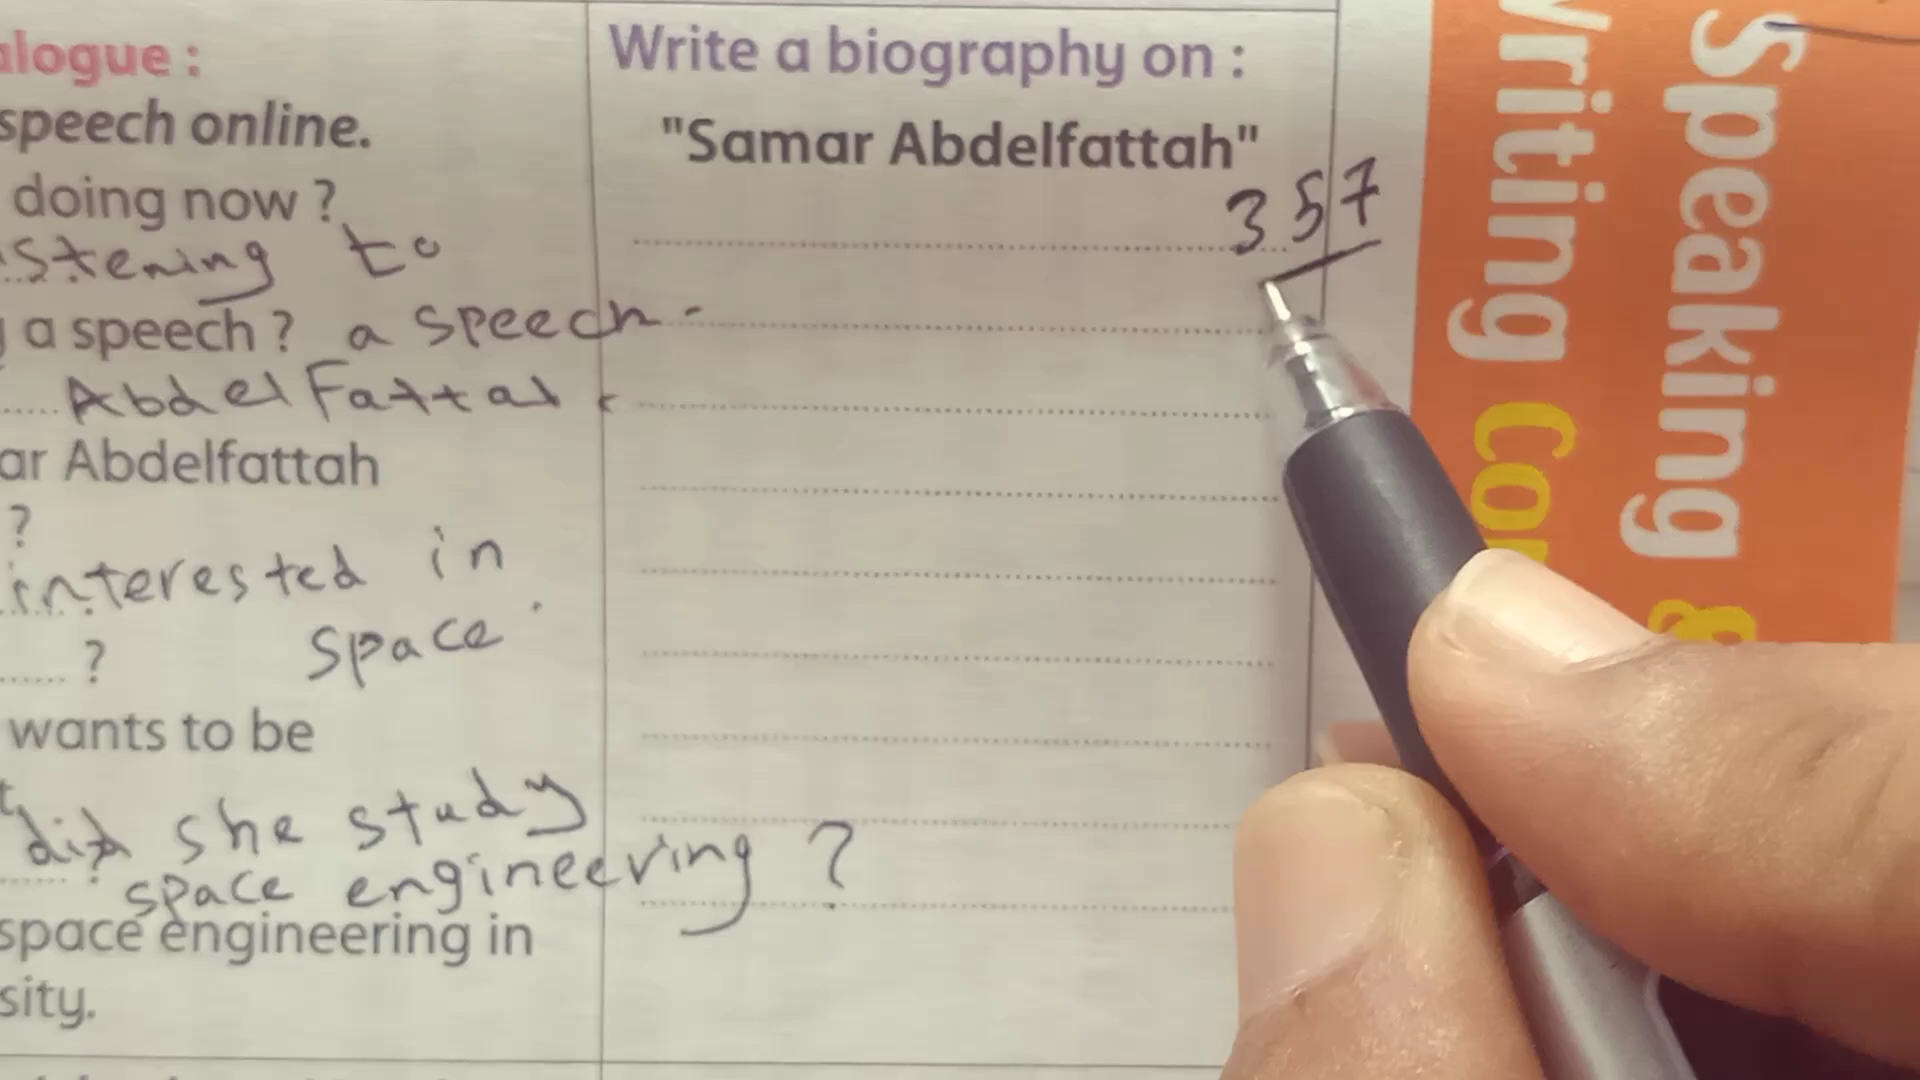 alogue :
speech online.
doing now ?
stening to
a speech ? a speech -
Abdel Fattah
ar Abdelfattah
?
interested in
? space
wants to be
did she study
space engineering ?
space engineering in
sity.
Write a biography on :
"Samar Abdelfattah"
357
Speaking &
Writing Cor